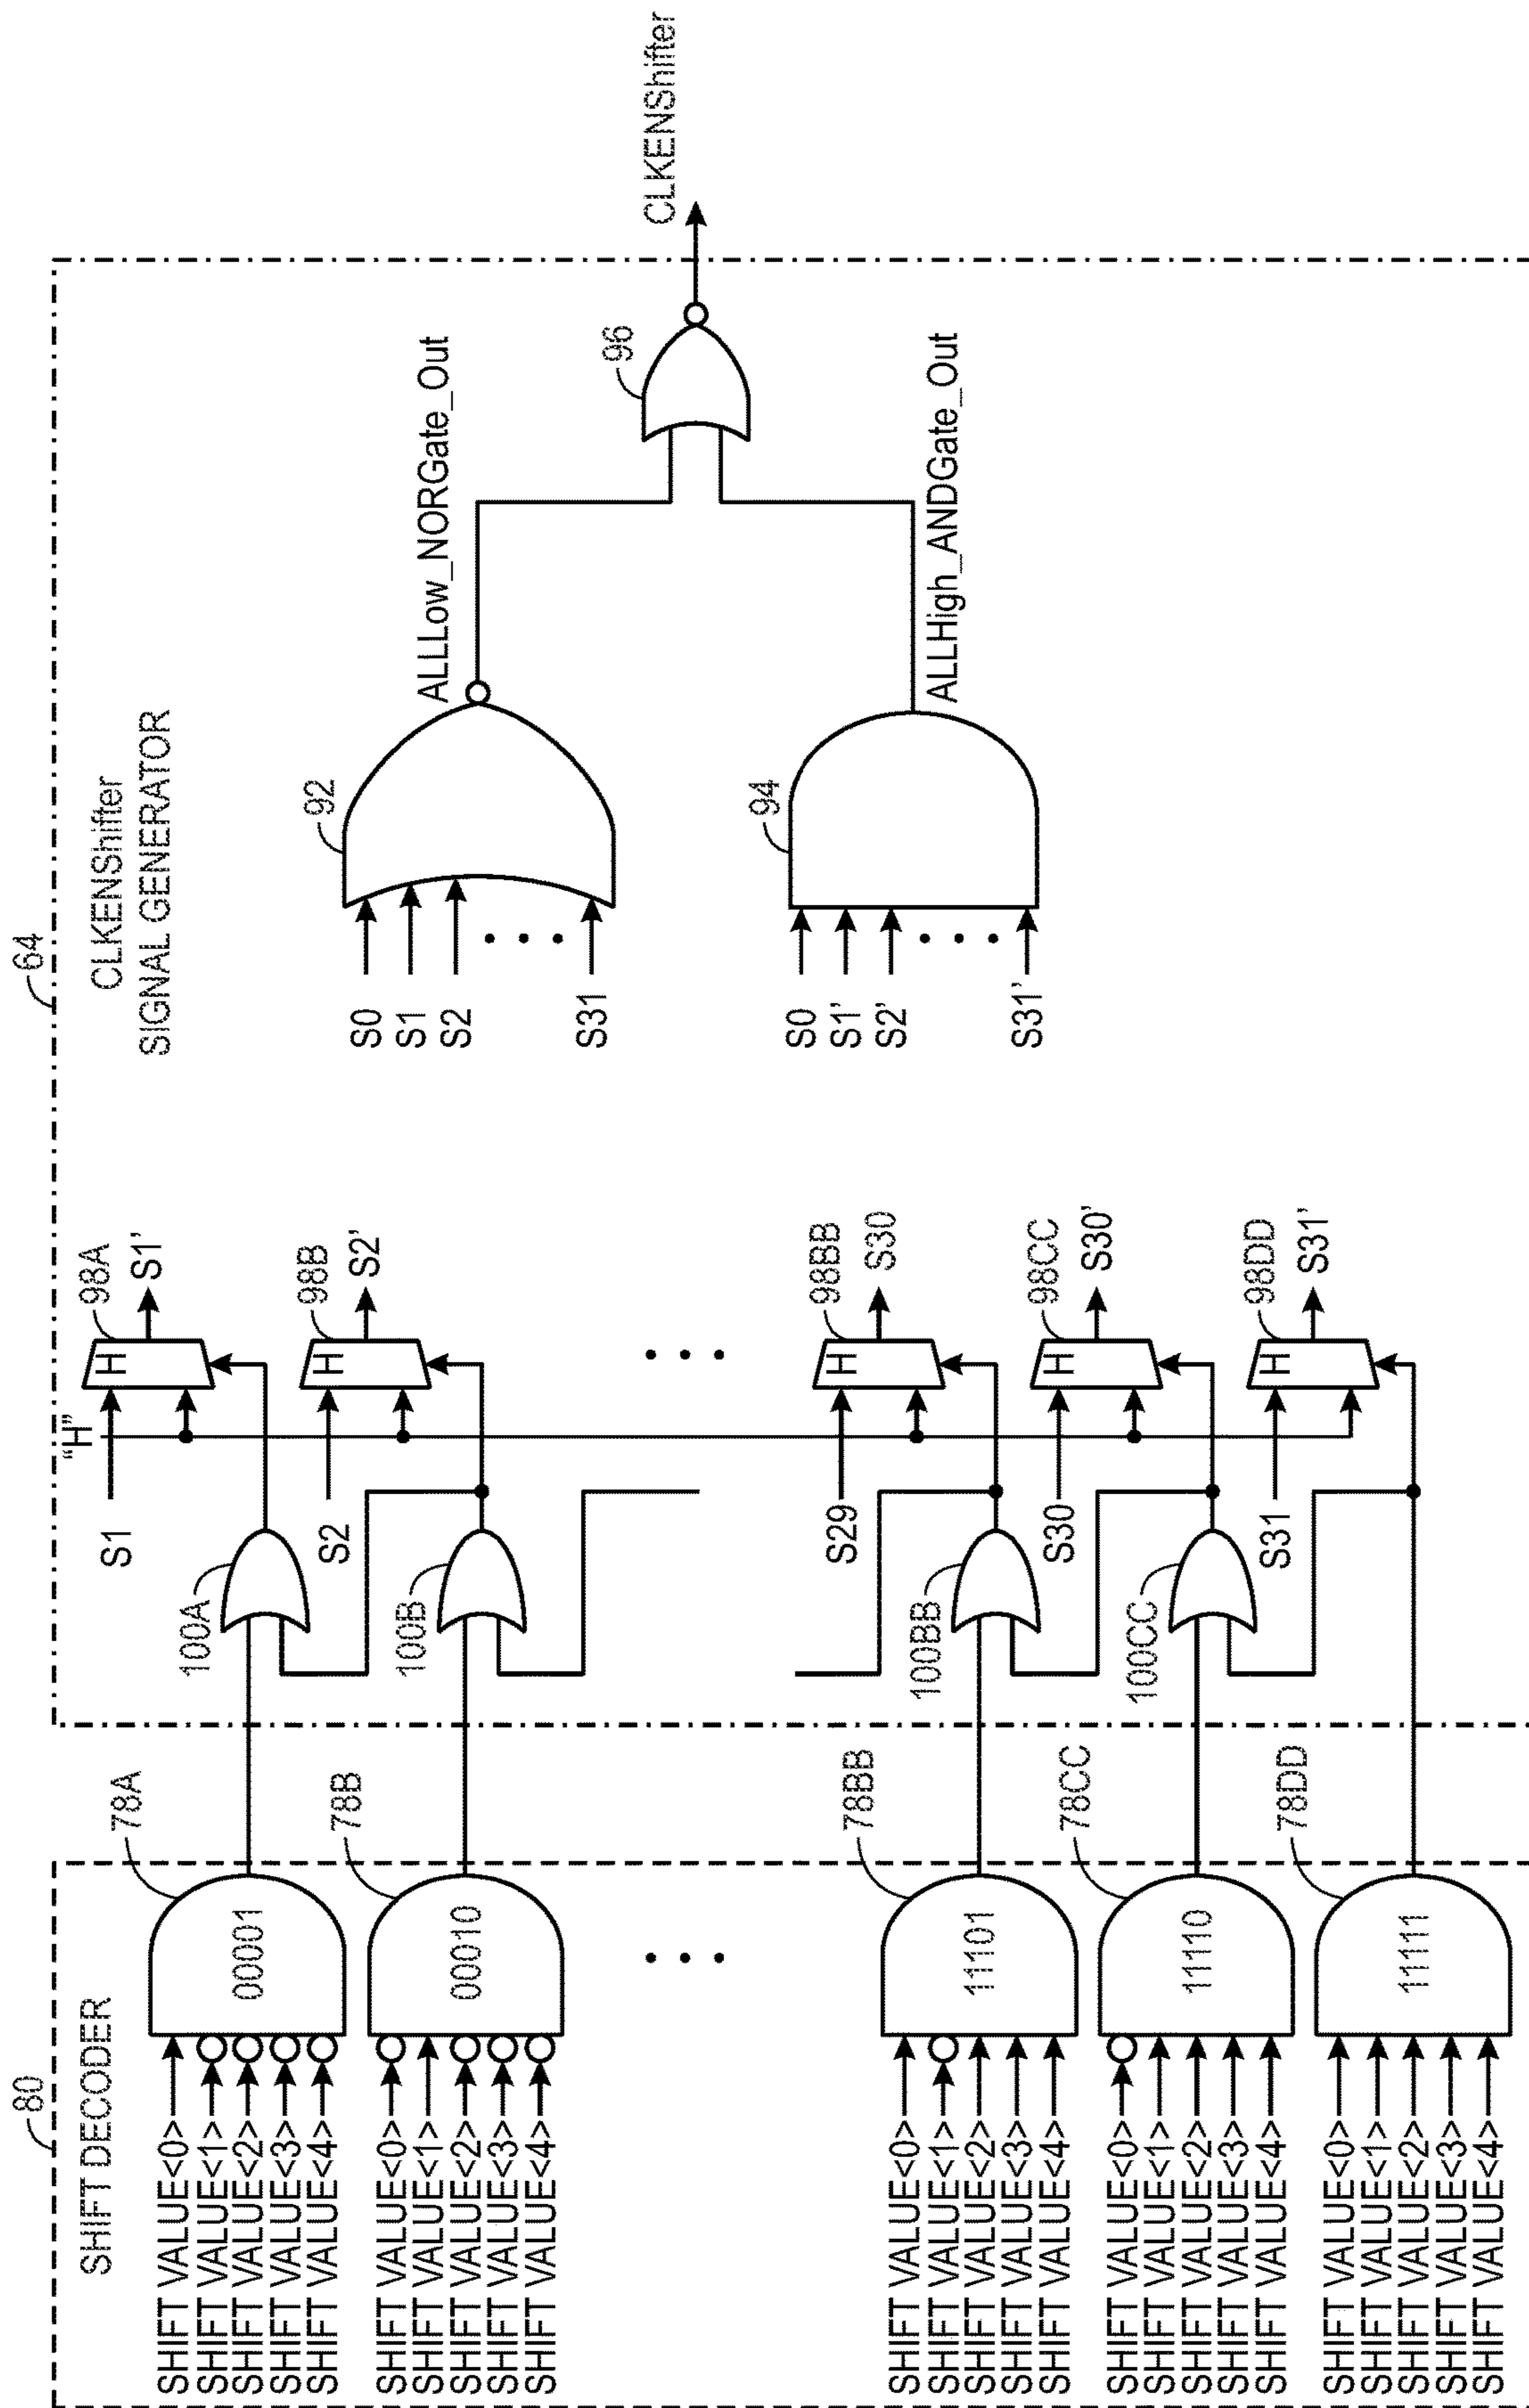 80
SHIFT DECODER
SHIFT VALUE<0>
SHIFT VALUE<1>
SHIFT VALUE<2>
SHIFT VALUE<3>
SHIFT VALUE<4>
00001
78A
SHIFT VALUE<0>
SHIFT VALUE<1>
SHIFT VALUE<2>
SHIFT VALUE<3>
SHIFT VALUE<4>
00010
78B
SHIFT VALUE<0>
SHIFT VALUE<1>
SHIFT VALUE<2>
SHIFT VALUE<3>
SHIFT VALUE<4>
11101
78BB
SHIFT VALUE<0>
SHIFT VALUE<1>
SHIFT VALUE<2>
SHIFT VALUE<3>
SHIFT VALUE<4>
11110
78CC
SHIFT VALUE<0>
SHIFT VALUE<1>
SHIFT VALUE<2>
SHIFT VALUE<3>
SHIFT VALUE<4>
11111
78DD
64
"H"
100A
S1
H
98A
S1'
100B
S2
H
98B
S2'
100BB
S29
H
98BB
S30
100CC
S30
H
98CC
S30'
S31
H
98DD
S31'
CLKENShifter
SIGNAL GENERATOR
S0
S1
S2
S31
92
ALLLow_NORGate_Out
S0
S1'
S2'
S31'
94
ALLHigh_ANDGate_Out
96
CLKENShifter